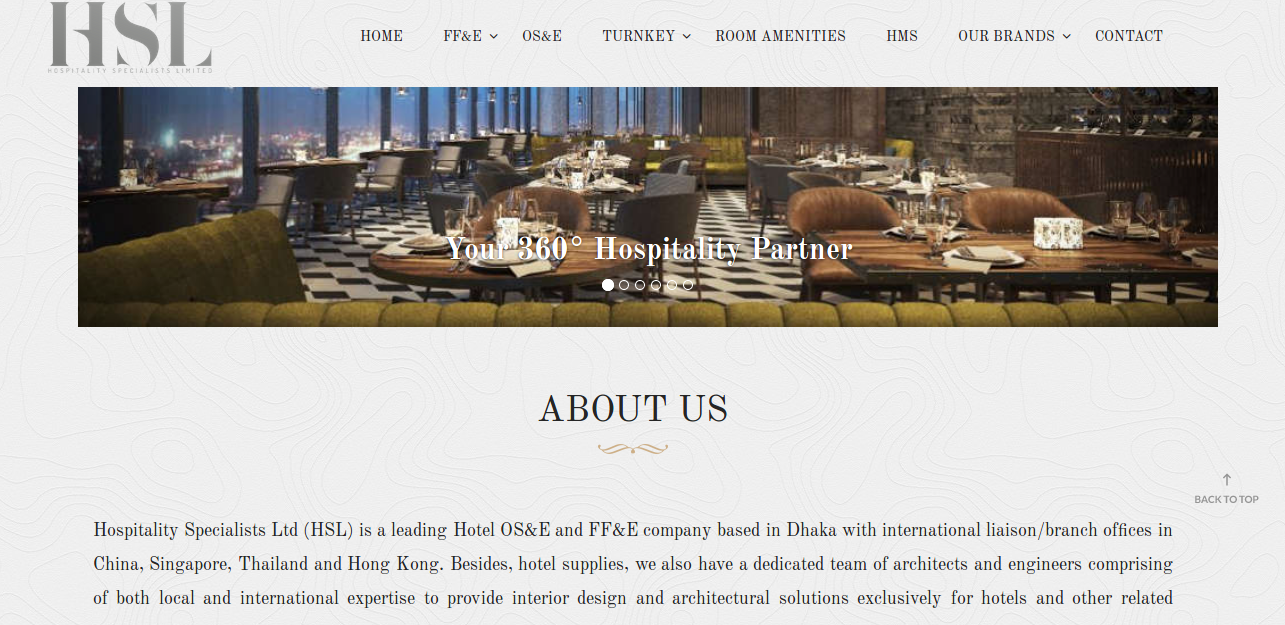 HSL
HOSPITALITY SPECIALISTS LIMITED
HOME FF&E OS&E TURNKEY ROOM AMENITIES HMS OUR BRANDS CONTACT
Your 360° Hospitality Partner
ABOUT US
BACK TO TOP
Hospitality Specialists Ltd (HSL) is a leading Hotel OS&E and FF&E company based in Dhaka with international liaison/branch offices in
China, Singapore, Thailand and Hong Kong. Besides, hotel supplies, we also have a dedicated team of architects and engineers comprising
of both local and international expertise to provide interior design and architectural solutions exclusively for hotels and other related